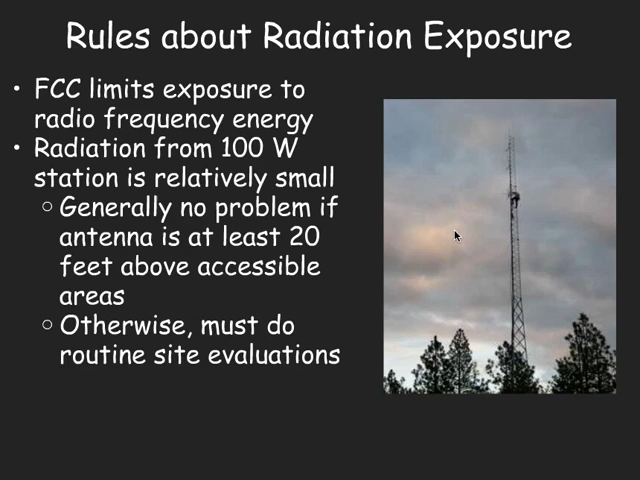 Rules about Radiation Exposure
• FCC limits exposure to
radio frequency energy
• Radiation from 100 W
station is relatively small
○ Generally no problem if
antenna is at least 20
feet above accessible
areas
○ Otherwise, must do
routine site evaluations